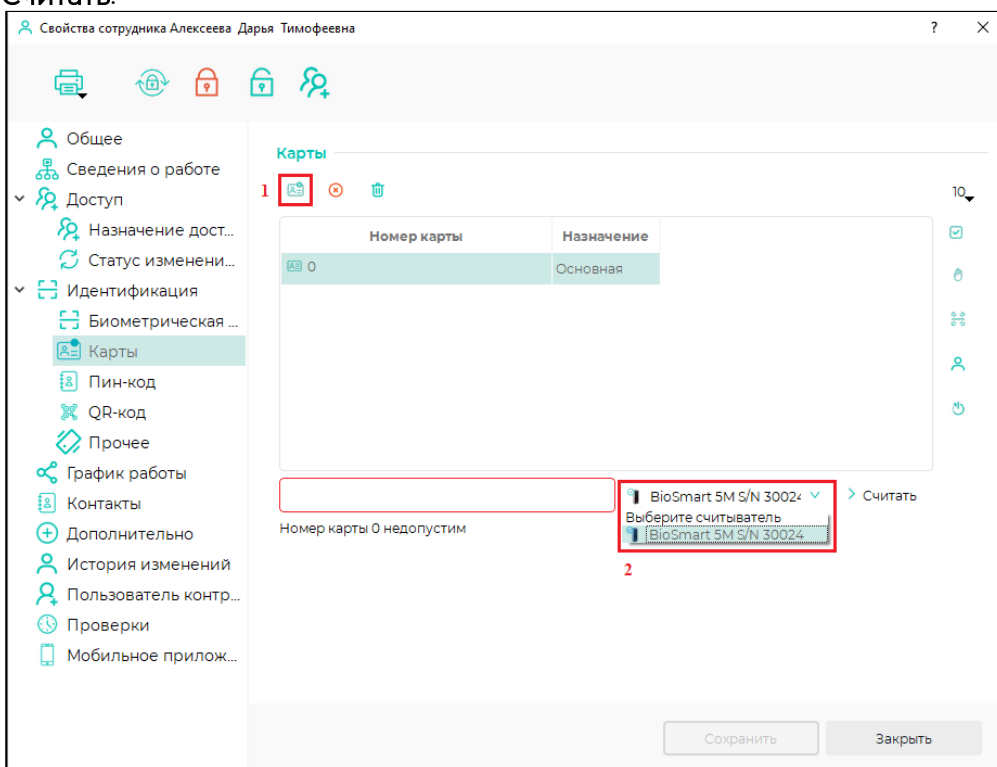 Считать.
Свойства сотрудника Алексеева Дарья Тимофеевна
?
Общее
Сведения о работе
Доступ
Назначение дост...
Статус изменени...
Идентификация
Биометрическая ...
Карты
Пин-код
QR-код
Прочее
График работы
Контакты
Дополнительно
История изменений
Пользователь контр...
Проверки
Мобильное прилож...
Карты
1
10
Номер карты Назначение
0 Основная
BioSmart 5M S/N 30024
Считать
Выберите считыватель
BioSmart 5M S/N 30024
Номер карты 0 недопустим
2
Сохранить Закрыть